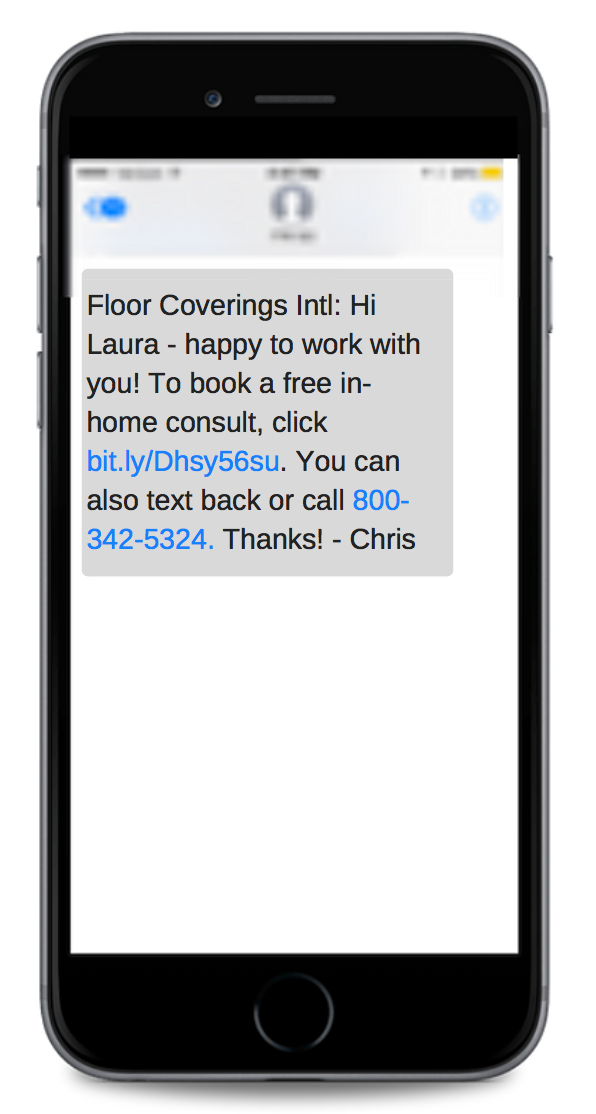 Floor Coverings Intl: Hi
Laura - happy to work with
you! To book a free in-
home consult, click
bit.ly/Dhsy56su. You can
also text back or call 800-
342-5324. Thanks! - Chris